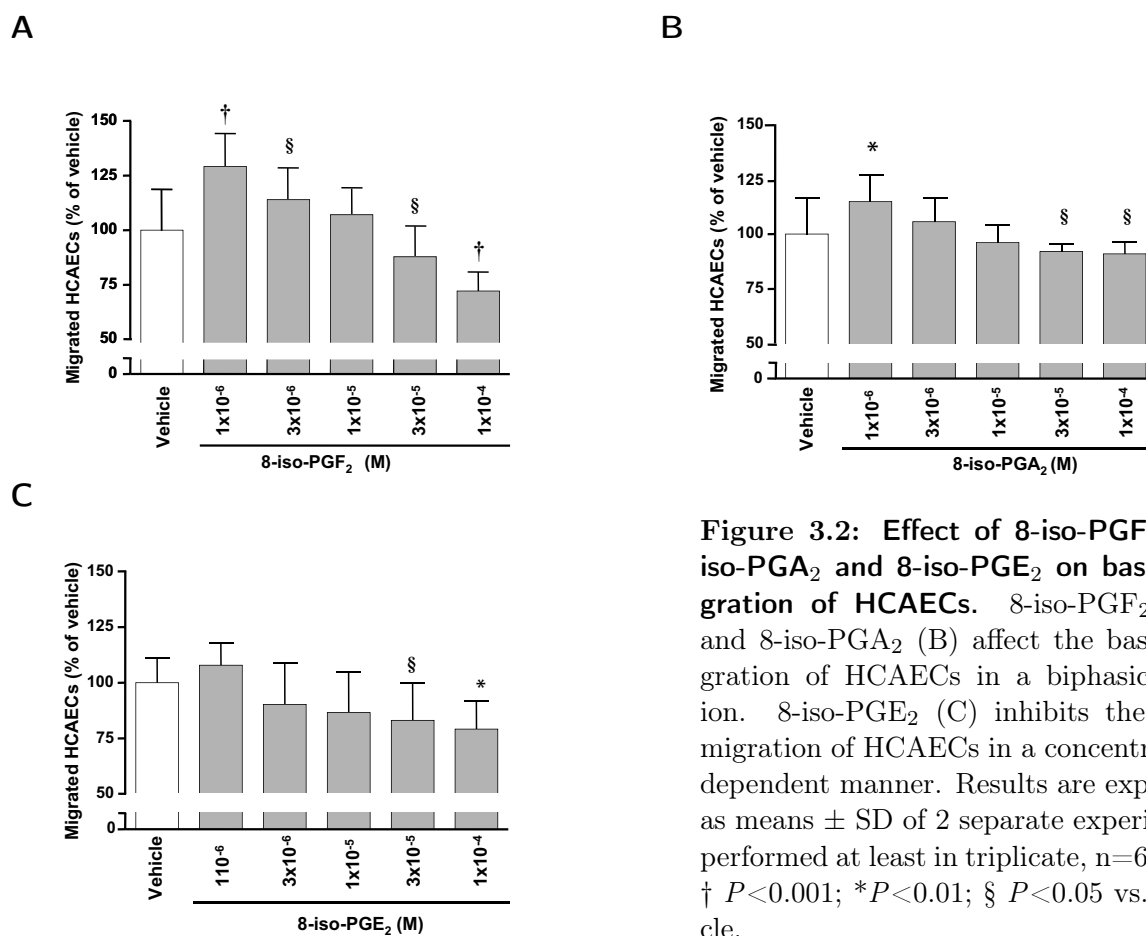 A
Migrated HCAECs (% of vehicle)
150
125
100
75
50
0
†
§
§
†
Vehicle
1x10⁻⁶
3x10⁻⁶
1x10⁻⁵
3x10⁻⁵
1x10⁻⁴
8-iso-PGF₂ (M)
B
Migrated HCAECs (% of vehicle)
150
125
100
75
50
0
*
§
§
Vehicle
1x10⁻⁶
3x10⁻⁶
1x10⁻⁵
3x10⁻⁵
1x10⁻⁴
8-iso-PGA₂ (M)
C
Migrated HCAECs (% of vehicle)
150
125
100
75
50
0
§
*
Vehicle
110⁻⁶
3x10⁻⁶
1x10⁻⁵
3x10⁻⁵
1x10⁻⁴
8-iso-PGE₂ (M)
Figure 3.2: Effect of 8-iso-PGF
iso-PGA₂ and 8-iso-PGE₂ on bas
gration of HCAECs. 8-iso-PGF₂
and 8-iso-PGA₂ (B) affect the bas
gration of HCAECs in a biphasic
ion. 8-iso-PGE₂ (C) inhibits the
migration of HCAECs in a concentr
dependent manner. Results are exp
as means ± SD of 2 separate experi
performed at least in triplicate, n=6
† P<0.001; *P<0.01; § P<0.05 vs.
cle.